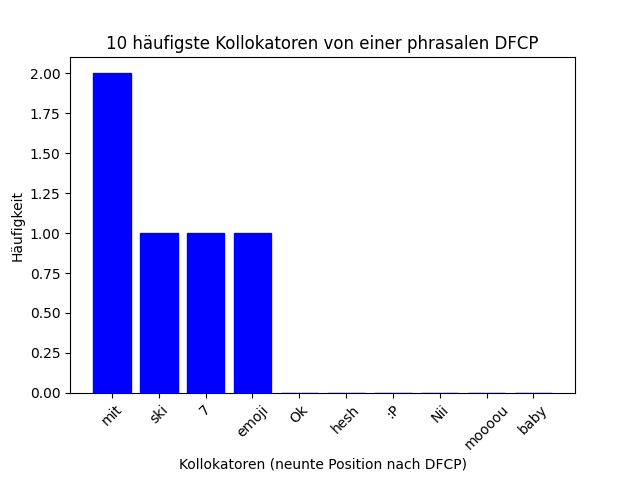 10 häufigste Kollokatoren von einer phrasalen DFCP
Häufigkeit
2.00
1.75
1.50
1.25
1.00
0.75
0.50
0.25
0.00
mit
ski
7
emoji
Ok
hesh
:P
Nii
moooou
baby
Kollokatoren (neunte Position nach DFCP)